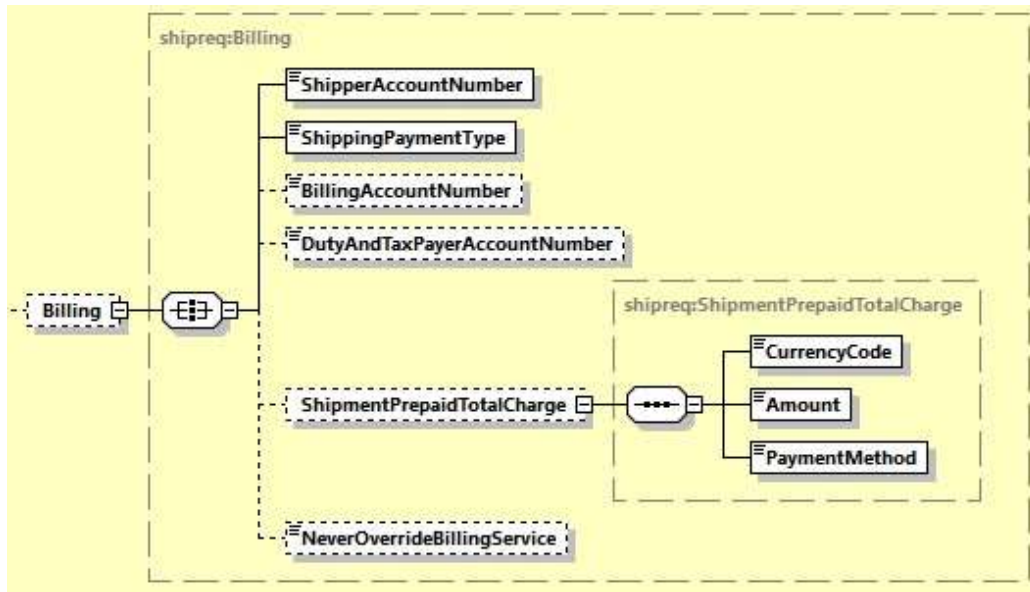 shipreq:Billing
ShipperAccountNumber
ShippingPaymentType
BillingAccountNumber
DutyAndTaxPayerAccountNumber
Billing
shipreq:ShipmentPrepaidTotalCharge
CurrencyCode
ShipmentPrepaidTotalCharge
Amount
PaymentMethod
NeverOverrideBillingService